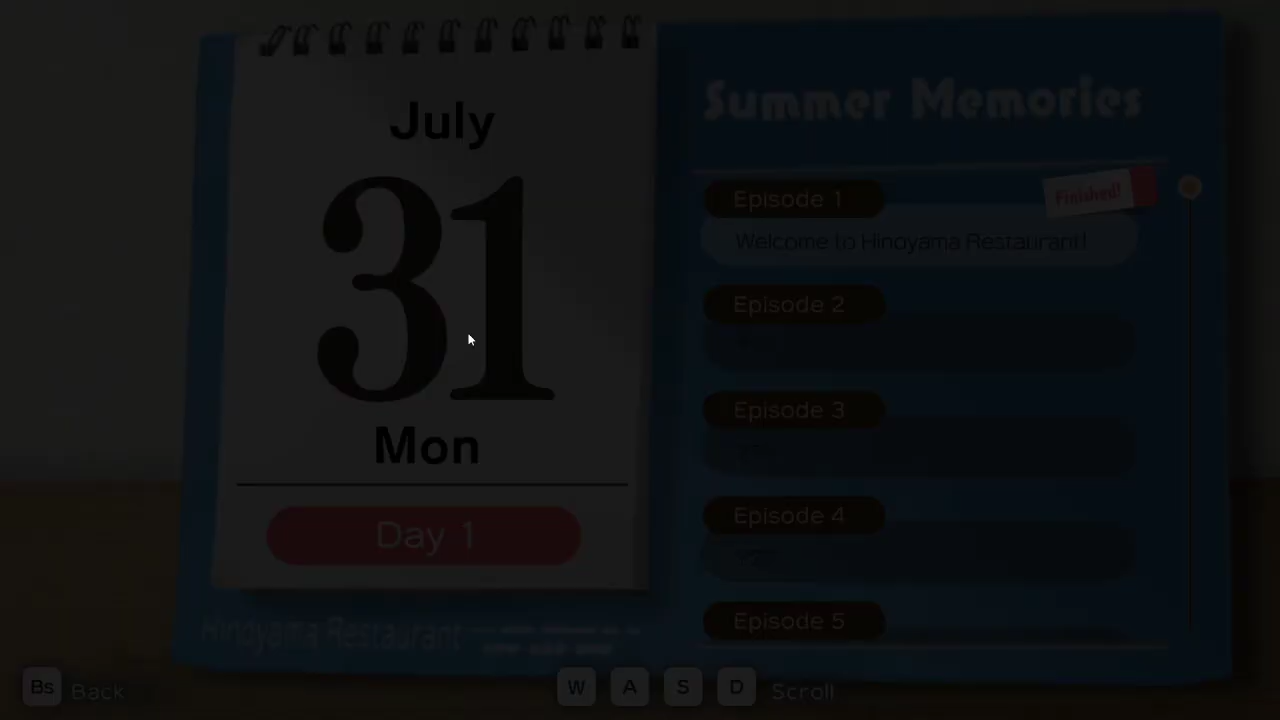 July
31
Mon
Day 1
Hinoyama Restaurant
Summer Memories
Episode 1
Finished!
Welcome to Hinoyama Restaurant!
Episode 2
Episode 3
Episode 4
Episode 5
Bs Back
W A S D Scroll